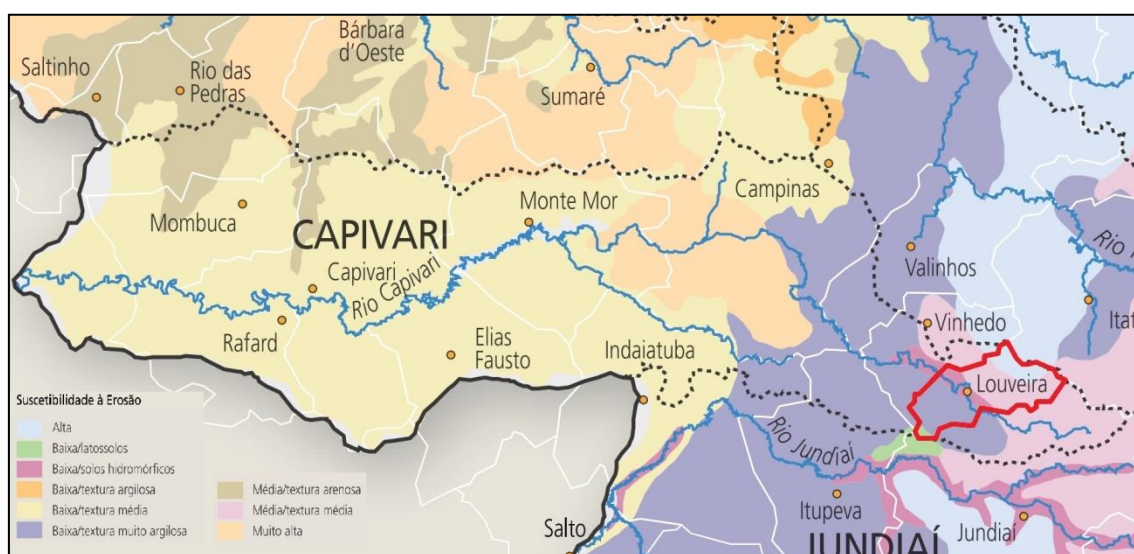 Bárbara
d'Oeste
Saltinho
Rio das
Pedras
Sumaré
Mombuca
CAPIVARI
Monte Mor
Campinas
Capivari
Rio Capivari
Rafard
Elias
Fausto
Indaiatuba
Valinhos
Rio
Itat
Vinhedo
Louveira
Rio Jundiaí
Itupeva
Jundiaí
JUNDIAÍ
Salto
Suscetibilidade à Erosão
Alta
Baixa/latossolos
Baixa/solos hidromórficos
Baixa/textura argilosa
Baixa/textura média
Baixa/textura muito argilosa
Média/textura arenosa
Média/textura média
Muito alta